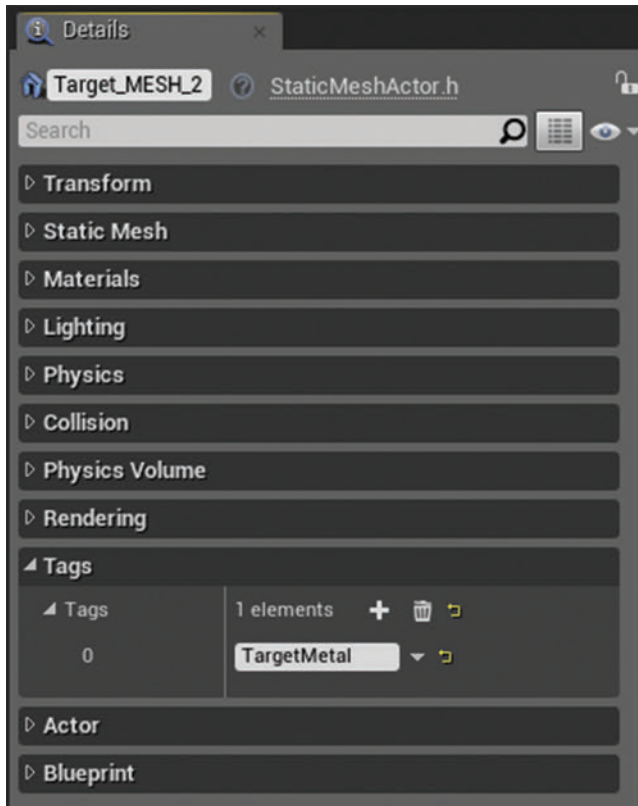 Details
Target_MESH_2 StaticMeshActor.h
Search
Transform
Static Mesh
Materials
Lighting
Physics
Collision
Physics Volume
Rendering
Tags
Tags 1 elements
0 TargetMetal
Actor
Blueprint